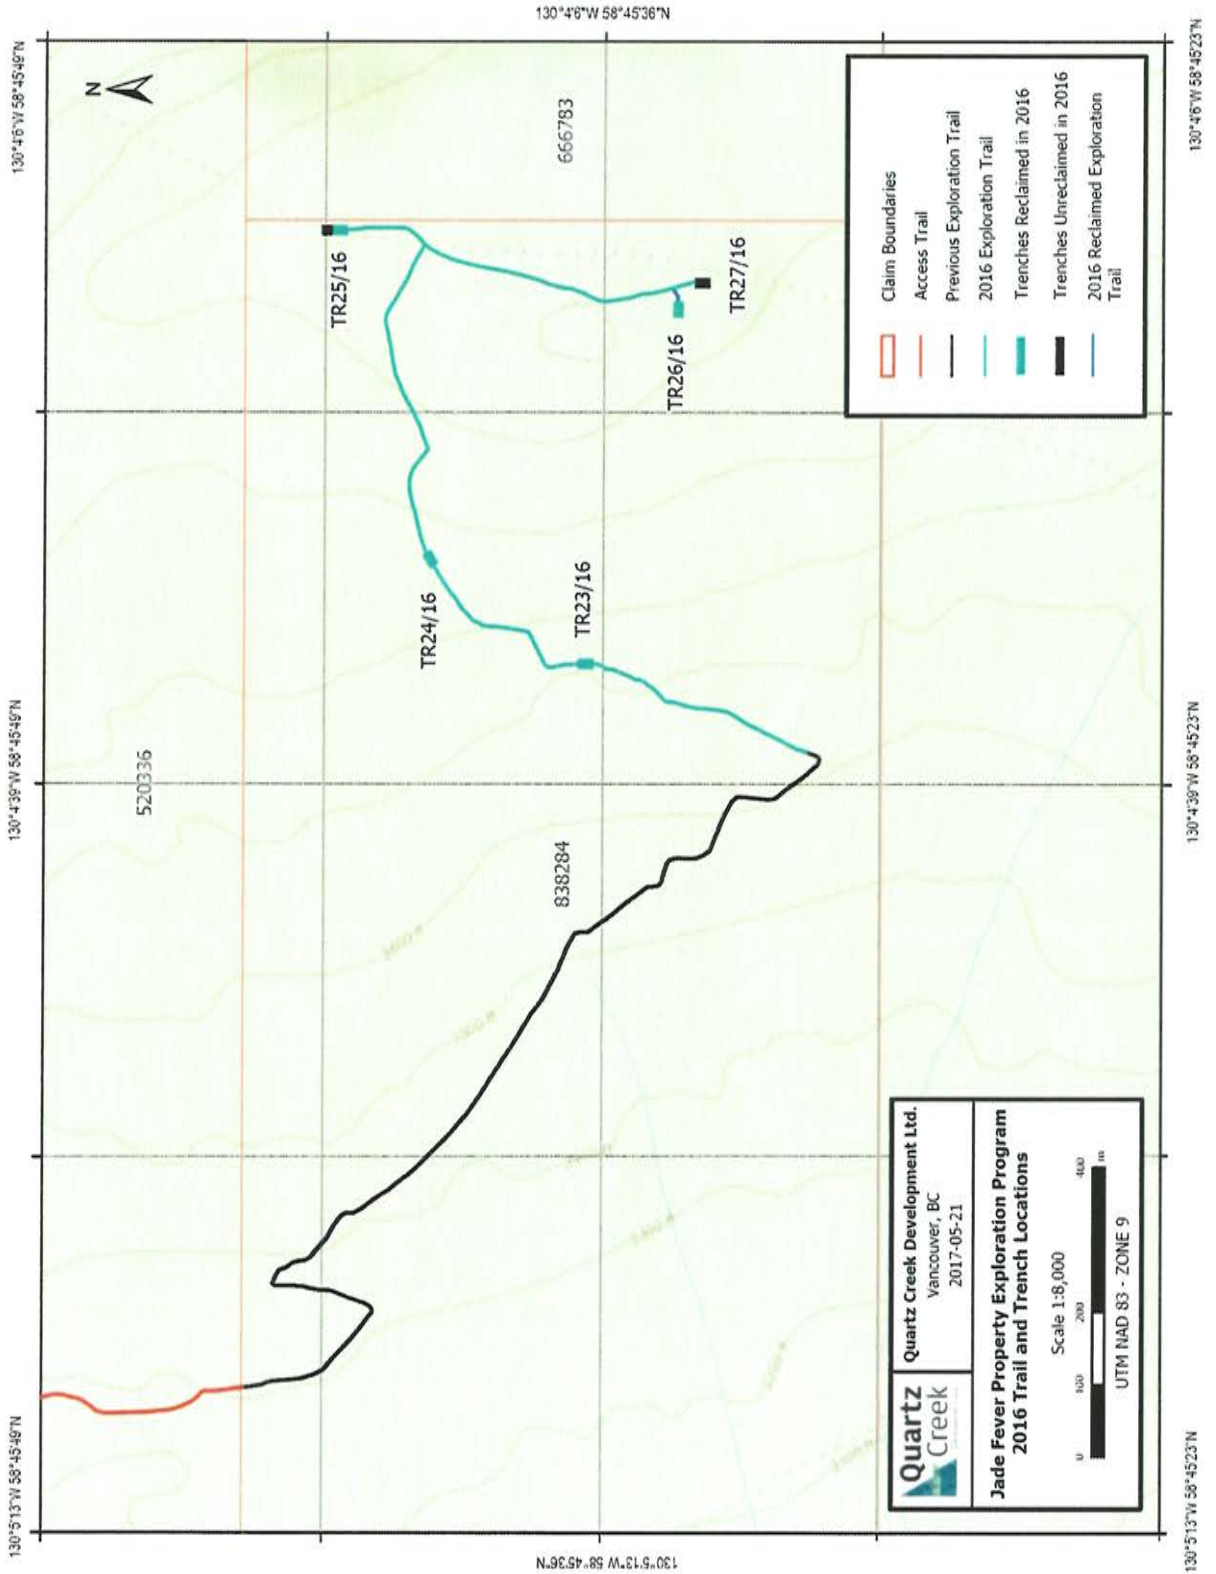 130°5'13"W 58°45'49"N
130°4'39"W 58°45'49"N
130°4'6"W 58°45'49"N
N
520336
TR25/16
666783
TR24/16
TR23/16
838284
TR26/16
TR27/16
130°5'13"W 58°45'36"N
130°4'6"W 58°45'36"N
Claim Boundaries
Access Trail
Previous Exploration Trail
2016 Exploration Trail
Trenches Reclaimed in 2016
Trenches Unreclaimed in 2016
2016 Reclaimed Exploration
Trail
Quartz
Creek
Quartz Creek Development Ltd.
Vancouver, BC
2017-05-21
Jade Fever Property Exploration Program
2016 Trail and Trench Locations
Scale 1:8,000
0 100 200 400
m
UTM NAD 83 - ZONE 9
130°5'13"W 58°45'23"N
130°4'39"W 58°45'23"N
130°4'6"W 58°45'23"N